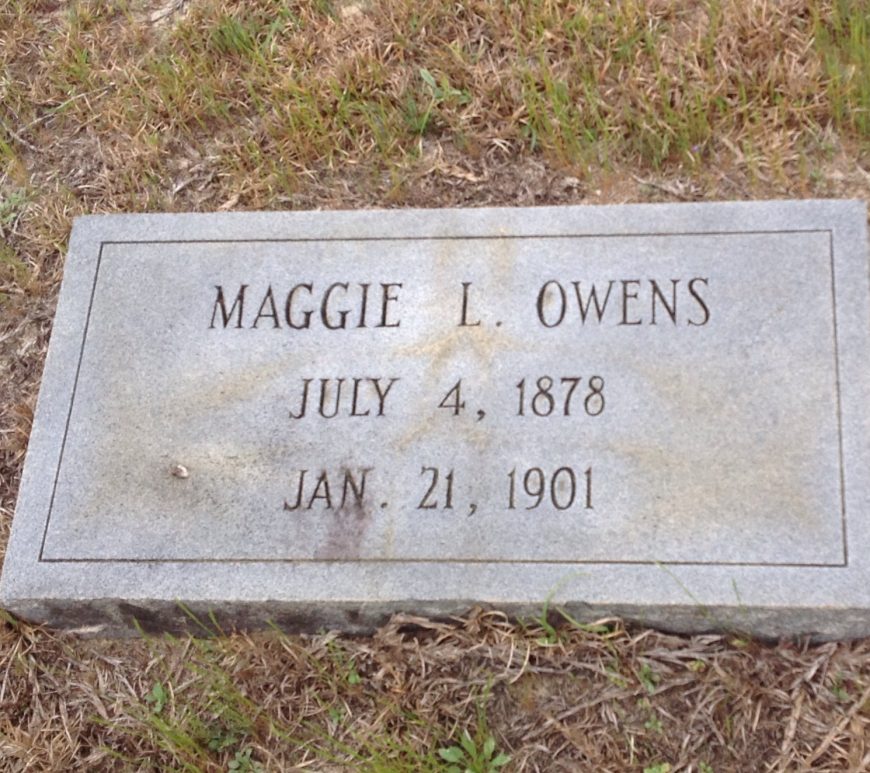 MAGGIE L. OWENS
JULY 4, 1878
JAN. 21, 1901